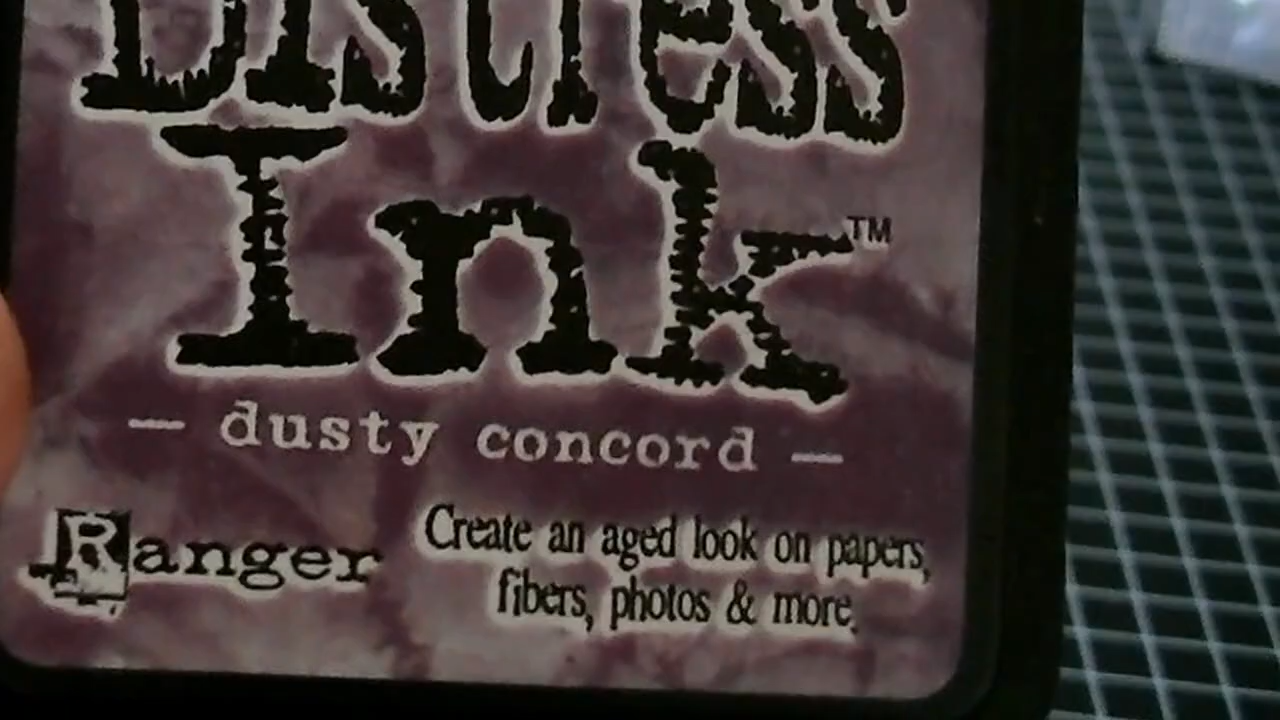 Distress
Ink™
— dusty concord —
Ranger
Create an aged look on papers,
fibers, photos & more.